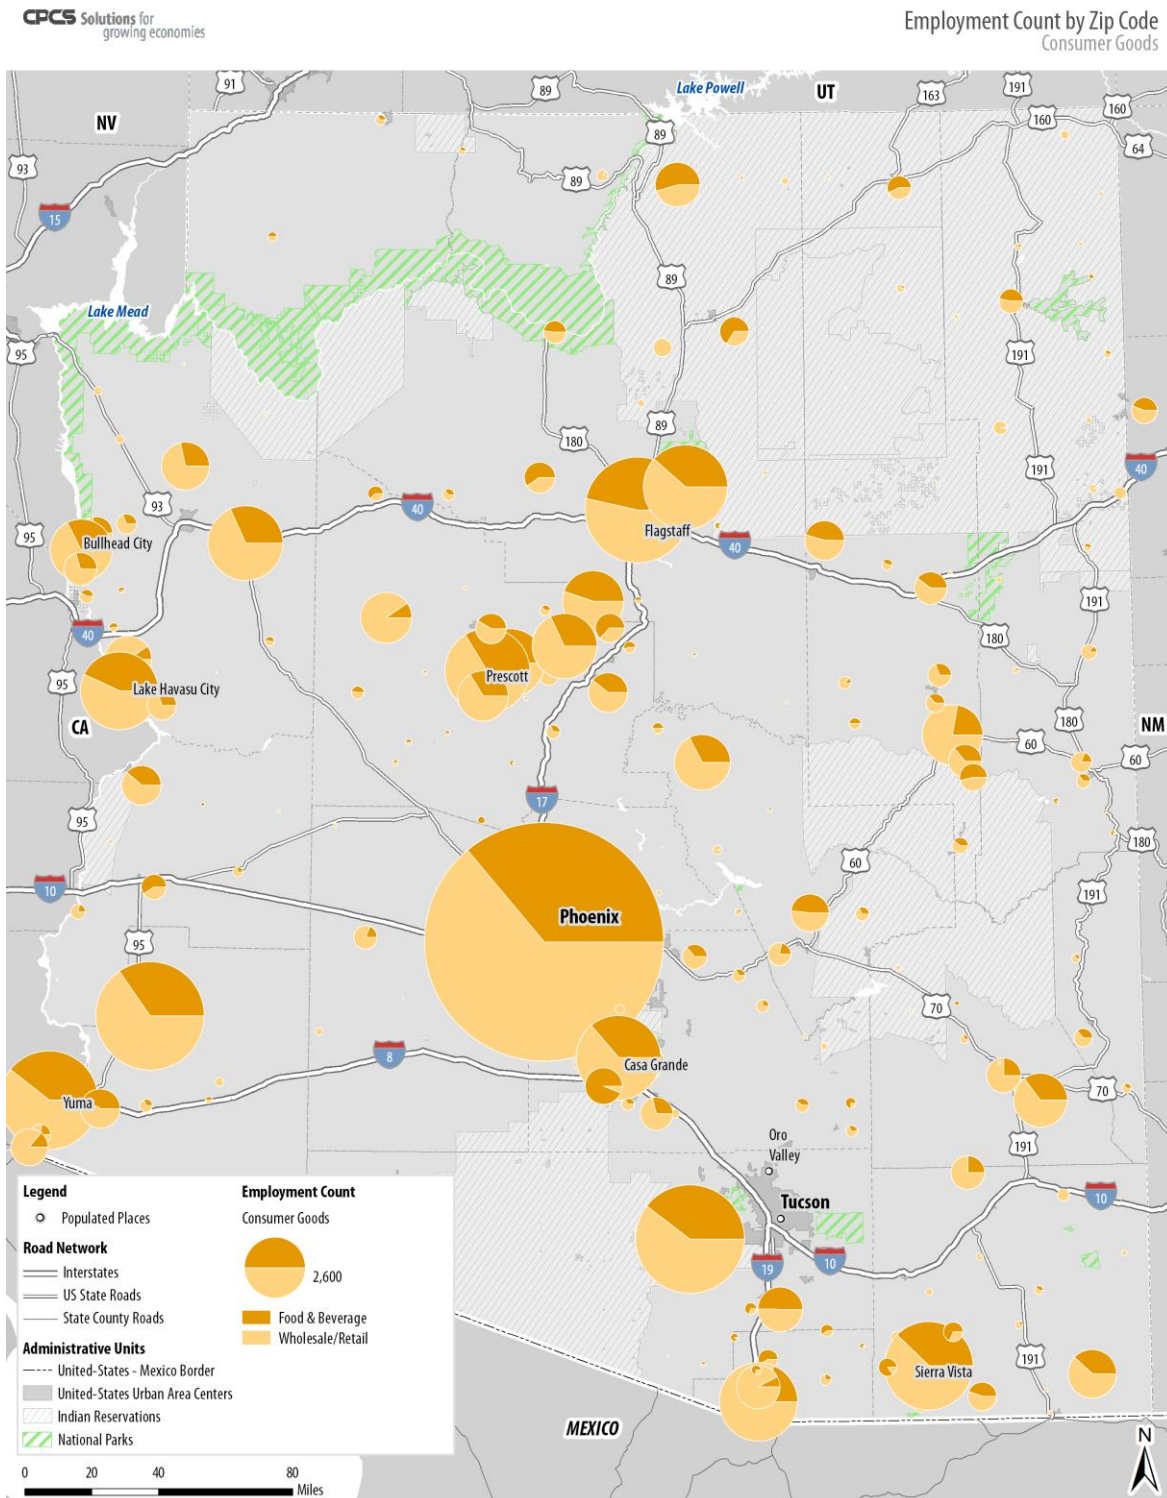 CPCS Solutions for
growing economies
Employment Count by Zip Code
Consumer Goods
91
89
Lake Powell
UT
163
191
160
NV
89
160
64
93
89
15
89
Lake Mead
95
191
89
180
191
40
93
40
95
Bullhead City
Flagstaff
40
191
40
180
Prescott
95
Lake Havasu City
CA
180
NM
60
60
17
95
180
60
10
191
Phoenix
95
70
8
Casa Grande
Yuma
70
Oro
Valley
191
10
Tucson
19
10
191
Sierra Vista
MEXICO
N
Legend
Populated Places
Road Network
Interstates
US State Roads
State County Roads
Administrative Units
United-States - Mexico Border
United-States Urban Area Centers
Indian Reservations
National Parks
Employment Count
Consumer Goods
2,600
Food & Beverage
Wholesale/Retail
0 20 40 80
Miles